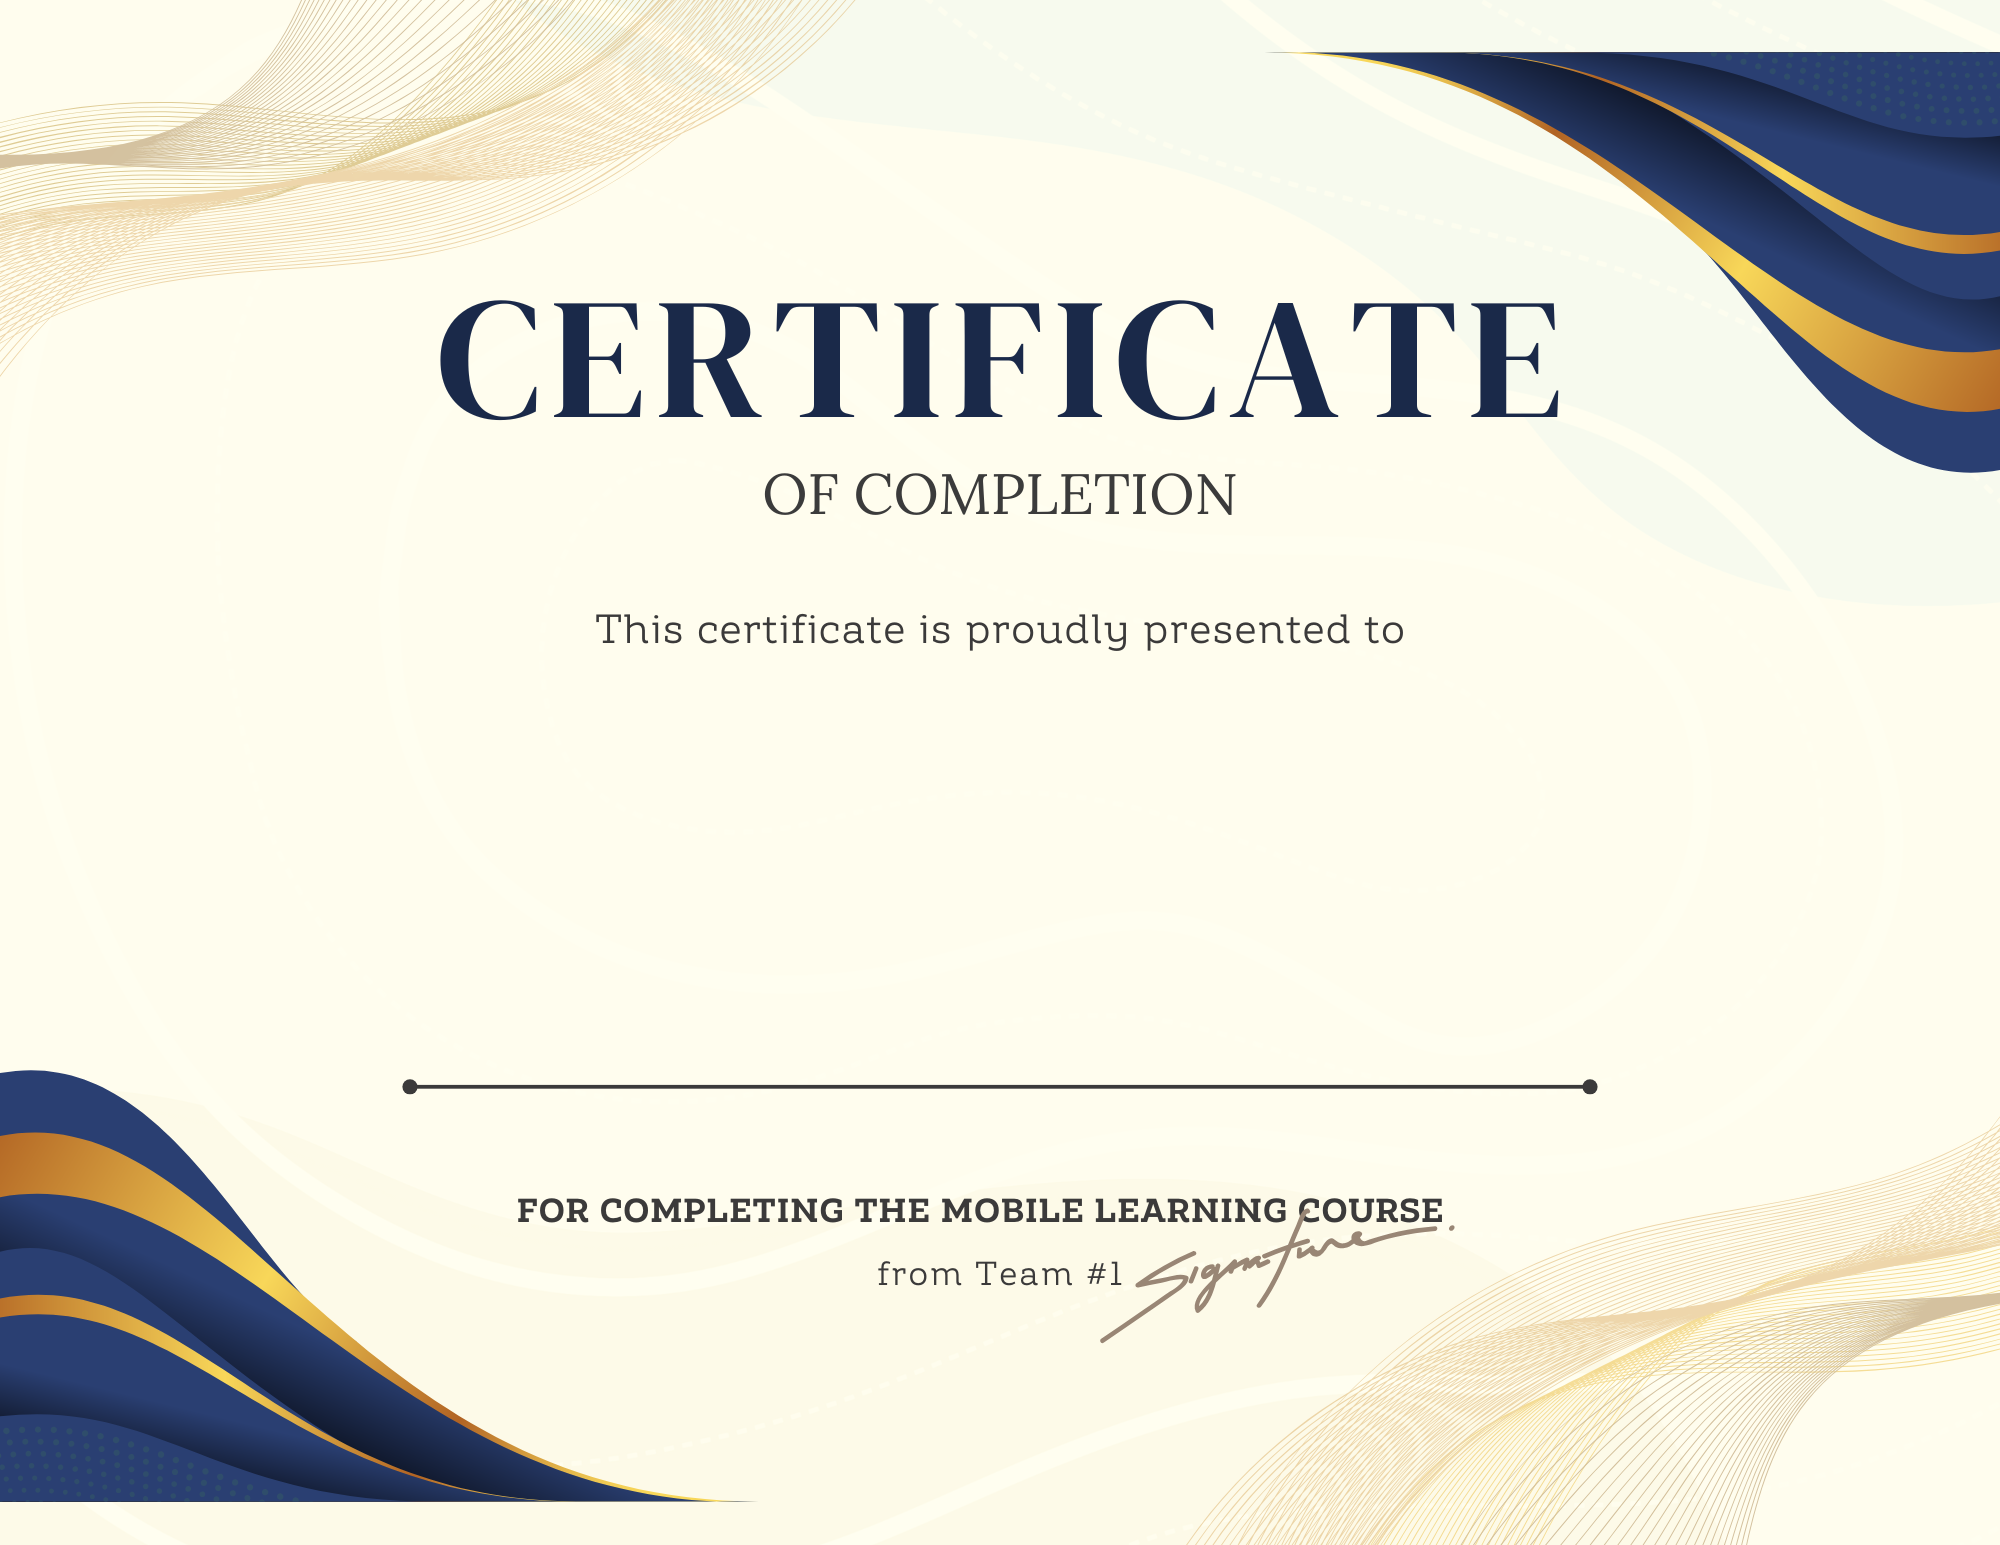 CERTIFICATE
OF COMPLETION
This certificate is proudly presented to
FOR COMPLETING THE MOBILE LEARNING COURSE
from Team #1
Signature